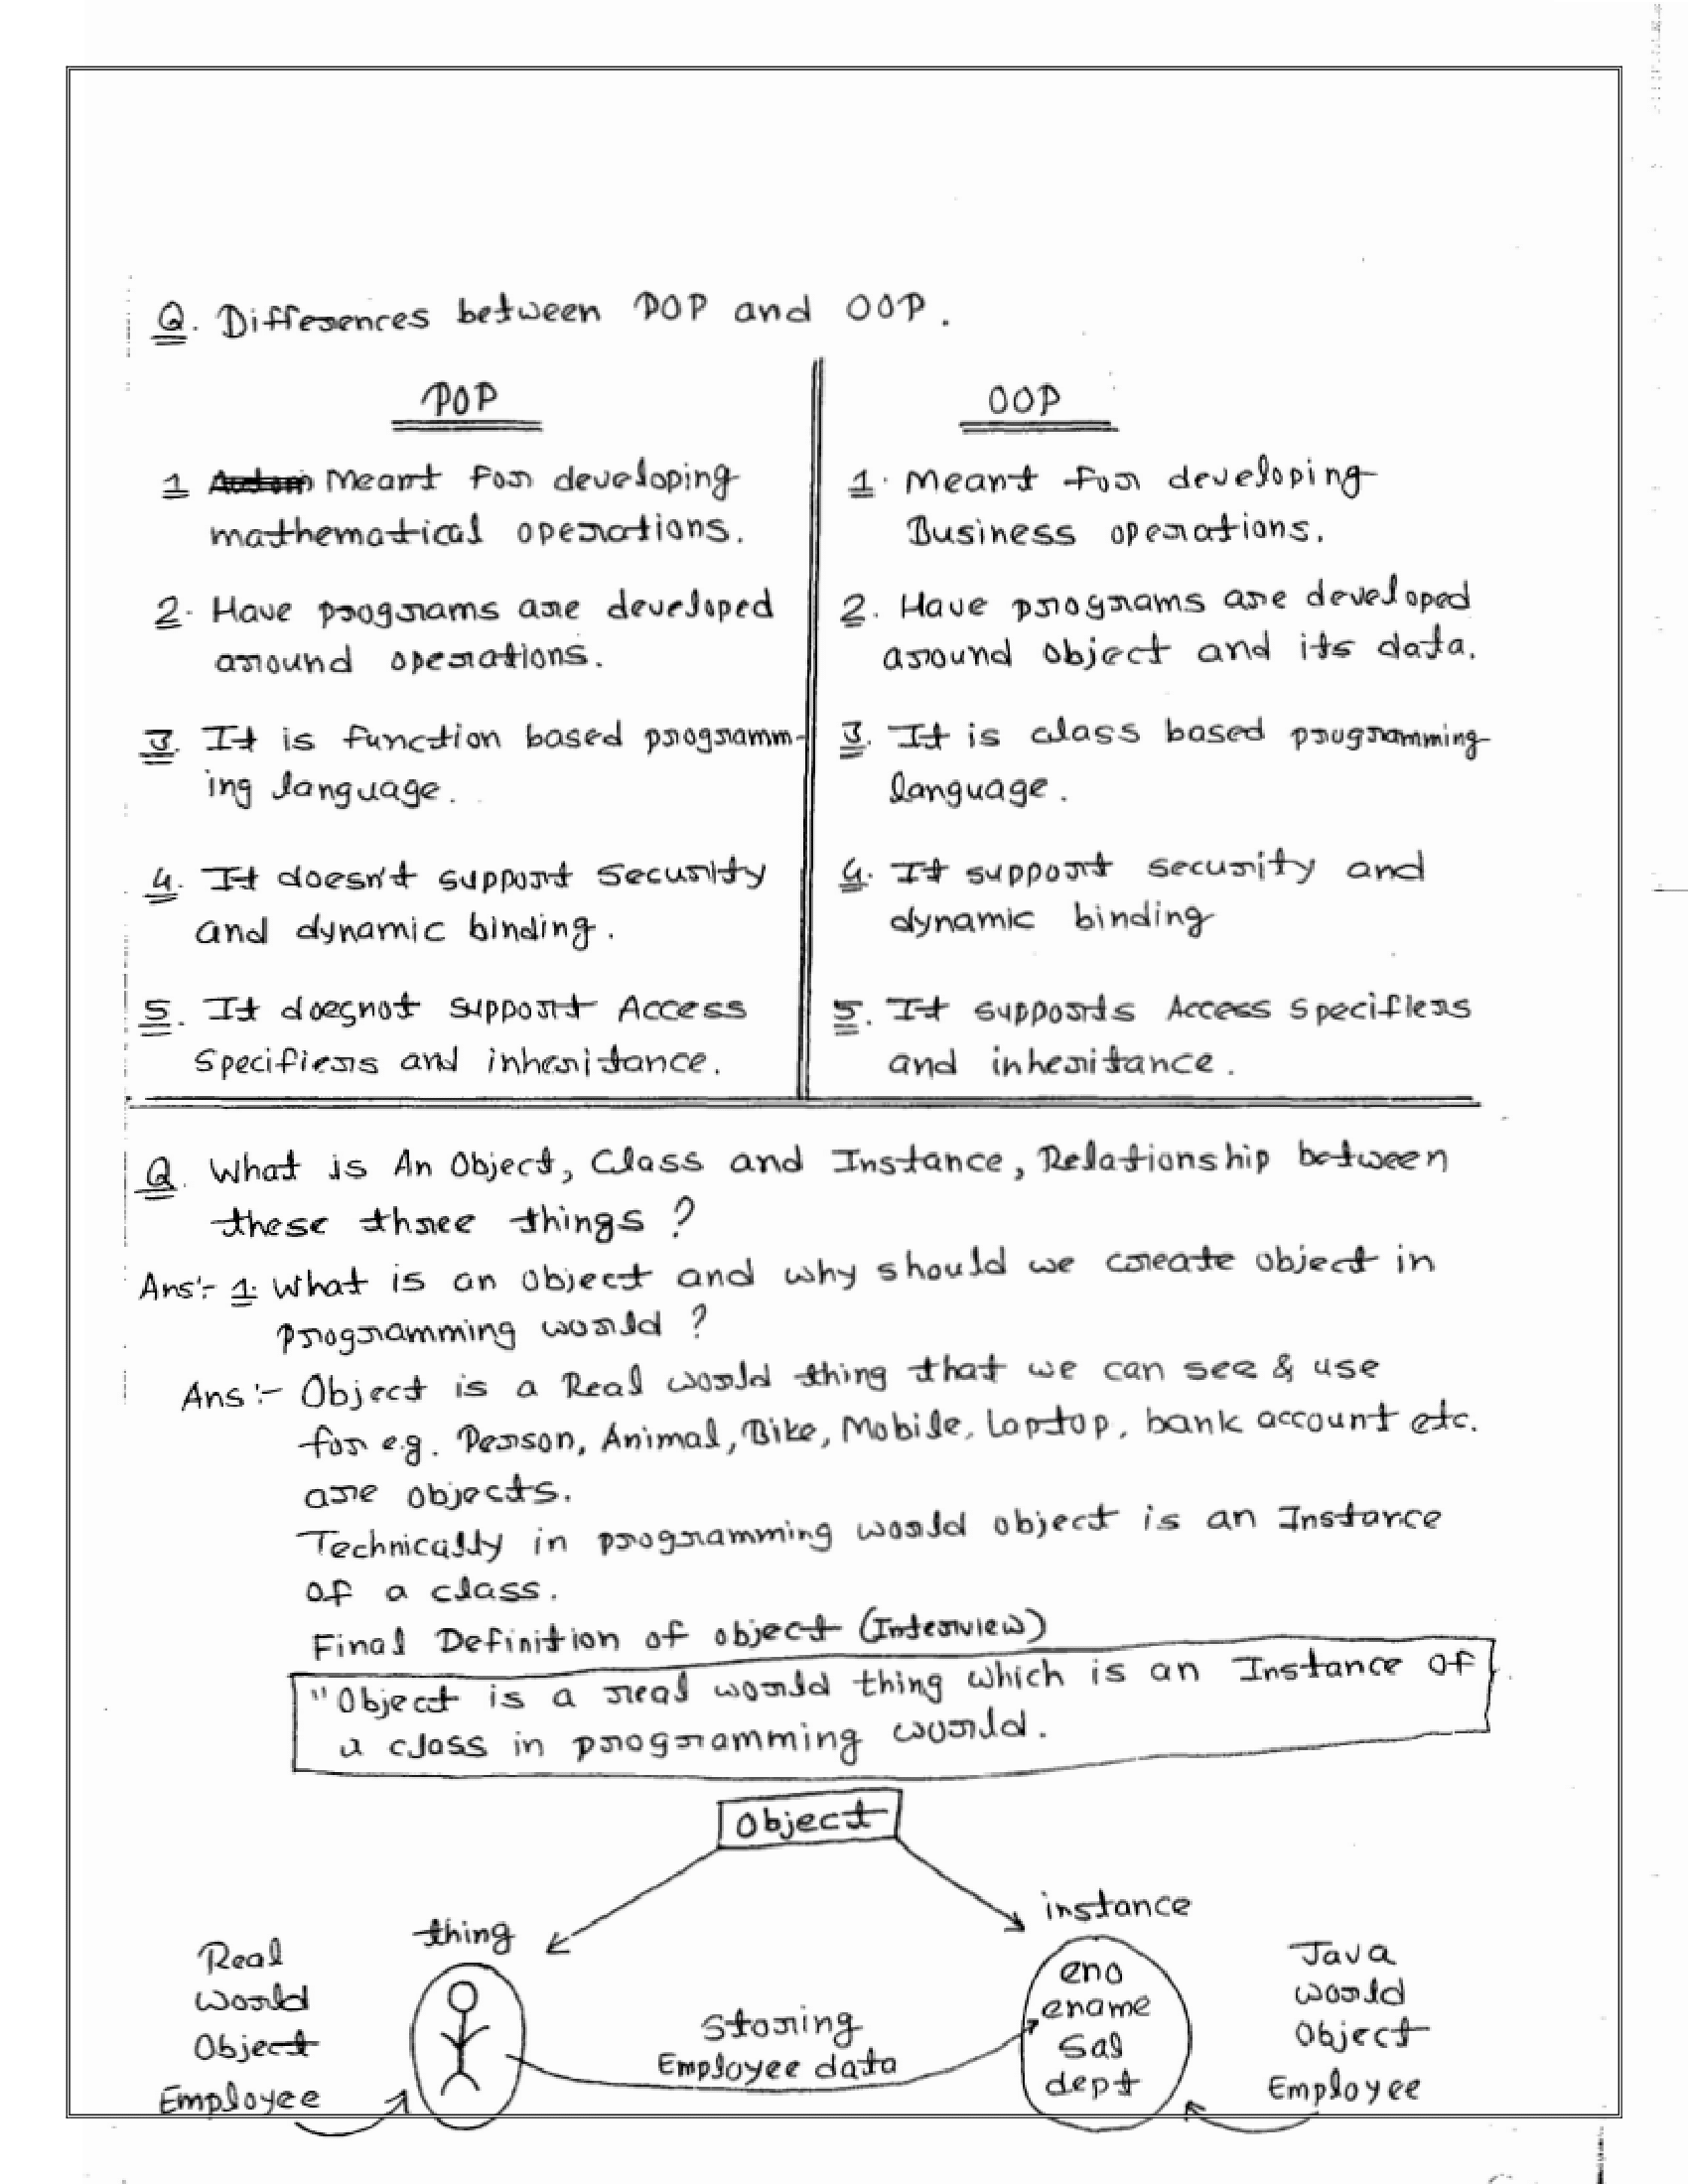 Q. Differences between POP and OOP.
POP
1 Meant for developing
mathematical operations.
2. Have programs are developed
around operations.
3. It is function based programm-
ing language.
4. It doesn't support security
and dynamic binding.
5. It doesnot support Access
Specifiers and inheritance.
OOP
1. Meant for developing
Business operations.
2. Have programs are developed
around object and its data.
3. It is class based programming
language.
4. It support security and
dynamic binding
5. It supports Access specifiers
and inheritance.
Q. What is An Object, Class and Instance, Relationship between
these three things ?
Ans:- 1. What is an object and why should we create object in
programming world ?
Ans:- Object is a Real world thing that we can see & use
for e.g. Person, Animal, Bike, Mobile, Laptop, bank account etc.
are objects.
Technically in programming world object is an Instance
of a class.
Final Definition of object (Interview)
"Object is a real world thing which is an Instance of
a class in programming world.
Object
thing
instance
Real
world
Object
Employee
Storing
Employee data
eno
ename
sal
dept
Java
world
Object
Employee